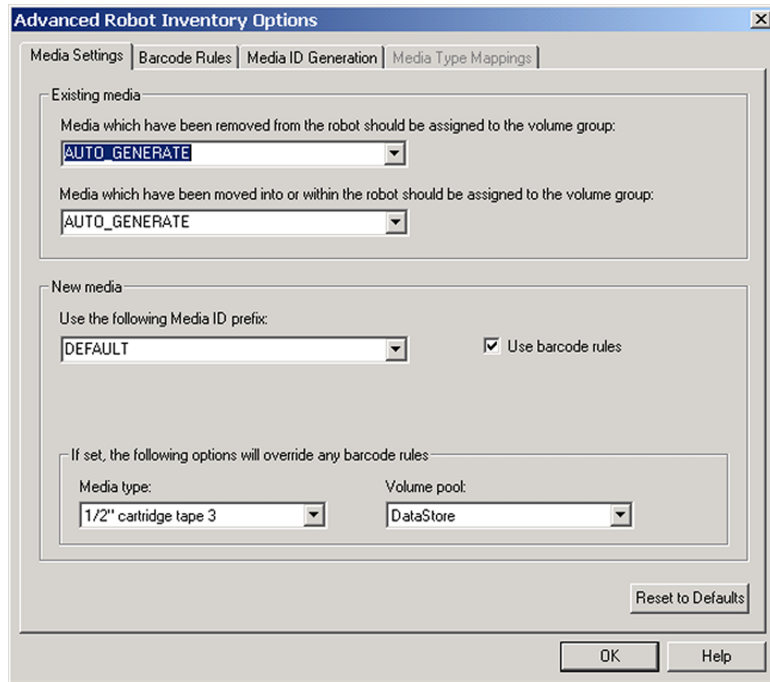 Advanced Robot Inventory Options
Media Settings Barcode Rules Media ID Generation Media Type Mappings
Existing media
Media which have been removed from the robot should be assigned to the volume group:
AUTO_GENERATE
Media which have been moved into or within the robot should be assigned to the volume group:
AUTO_GENERATE
New media
Use the following Media ID prefix:
DEFAULT Use barcode rules
If set, the following options will override any barcode rules
Media type: Volume pool:
1/2" cartridge tape 3 DataStore
Reset to Defaults
OK Help